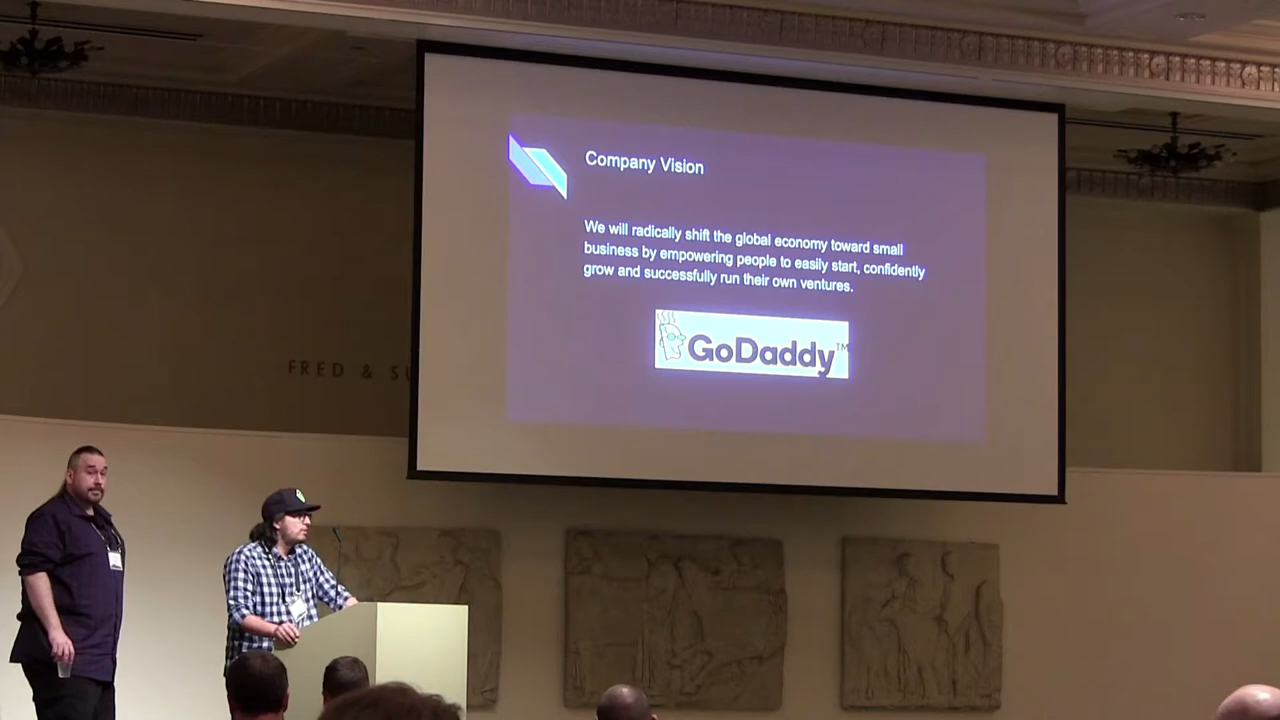 Company Vision
We will radically shift the global economy toward small
business by empowering people to easily start, confidently
grow and successfully run their own ventures.
GoDaddy™
FRED & SU